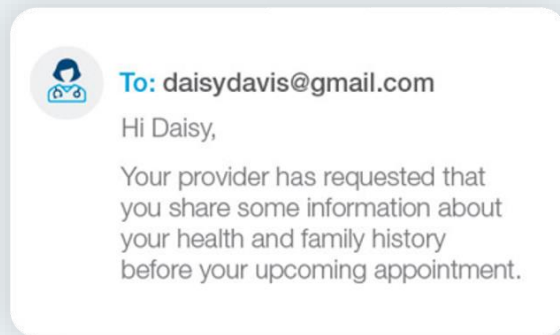 To: daisydavis@gmail.com
Hi Daisy,
Your provider has requested that
you share some information about
your health and family history
before your upcoming appointment.